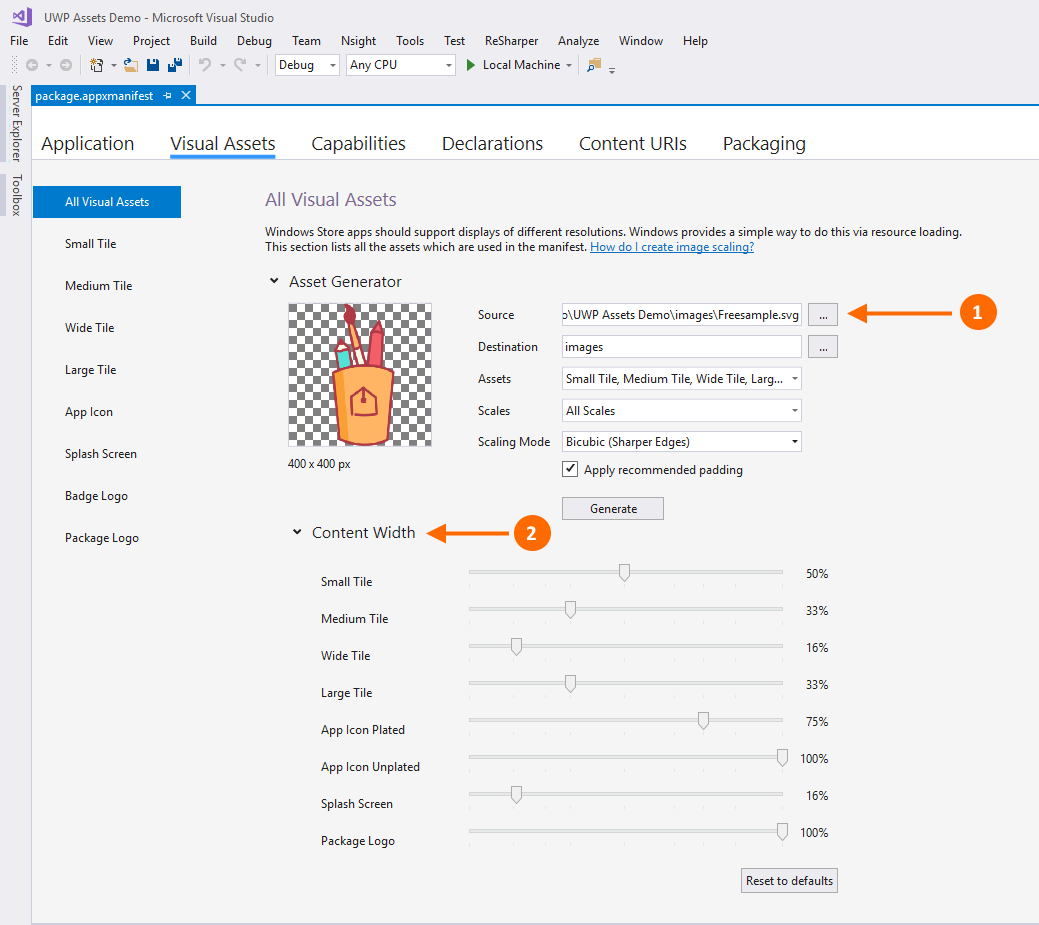 UWP Assets Demo - Microsoft Visual Studio
File Edit View Project Build Debug Team Nsight Tools Test ReSharper Analyze Window Help
Debug Any CPU Local Machine
Server Explorer
Toolbox
package.appxmanifest
Application Visual Assets Capabilities Declarations Content URIs Packaging
All Visual Assets
Small Tile
Medium Tile
Wide Tile
Large Tile
App Icon
Splash Screen
Badge Logo
Package Logo
All Visual Assets
Windows Store apps should support displays of different resolutions. Windows provides a simple way to do this via resource loading.
This section lists all the assets which are used in the manifest. How do I create image scaling?
Asset Generator
400 x 400 px
Source o\UWP Assets Demo\images\Freesample.svg ... 1
Destination images ...
Assets Small Tile, Medium Tile, Wide Tile, Larg...
Scales All Scales
Scaling Mode Bicubic (Sharper Edges)
Apply recommended padding
Generate
Content Width 2
Small Tile 50%
Medium Tile 33%
Wide Tile 16%
Large Tile 33%
App Icon Plated 75%
App Icon Unplated 100%
Splash Screen 16%
Package Logo 100%
Reset to defaults